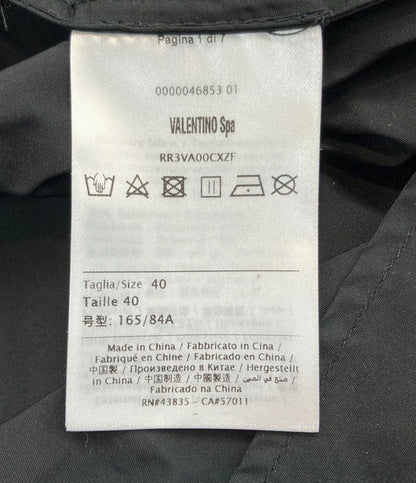 Pagina 1 di 7
0000046853 01
VALENTINO Spa
RR3VA00CXZF
Taglia/Size 40
Taille 40
号型: 165/84A
Made in China / Fabbricato in Cina /
Fabriqué en Chine / Fabricado en China /
中国製 / Произведено в Китае / Hergestellt
in China / 中国制造 / 中國製造 / صنع في الصين /
Fabricado na China
RN#43835 – CA#57011